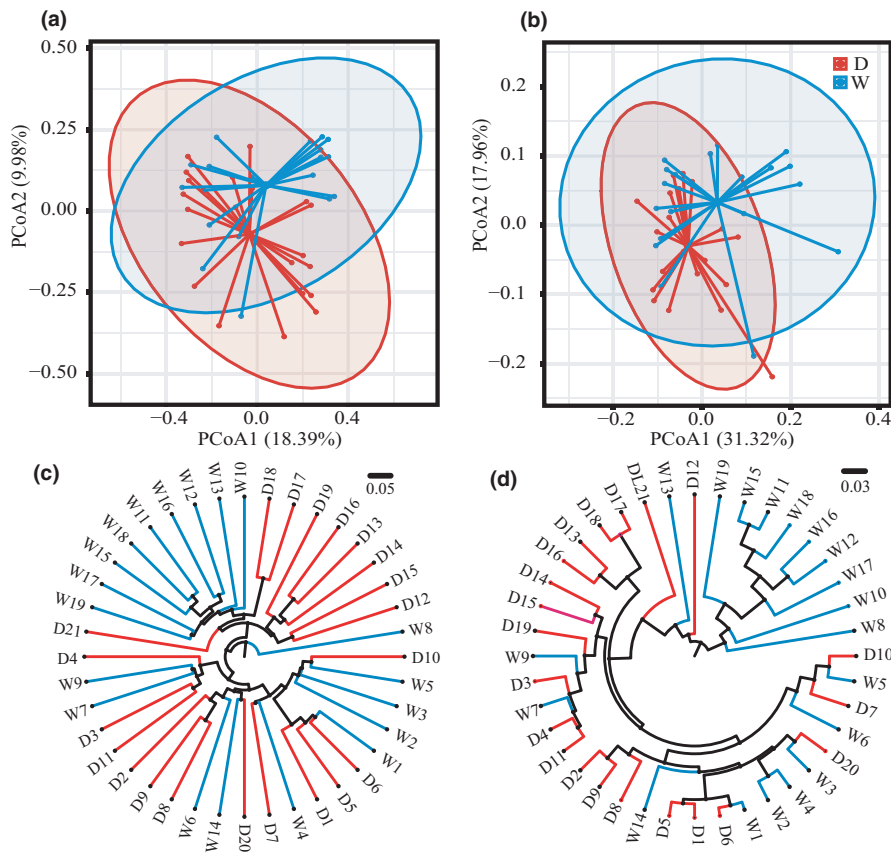 (a)
0.50
0.25
0.00
−0.25
−0.50
PCoA2 (9.98%)
−0.4
0.0
0.4
PCoA1 (18.39%)
(b)
D
W
0.2
0.1
0.0
−0.1
−0.2
PCoA2 (17.96%)
−0.2
0.0
0.2
0.4
PCoA1 (31.32%)
(c)
0.05
W10
D18
D17
D19
D16
D13
D14
D15
D12
W8
D10
W5
W3
W2
W1
D6
D5
D1
W4
D7
D20
W14
W6
D8
D9
D2
D11
D3
W7
W9
D4
D21
W19
W17
W15
W18
W11
W16
W12
W13
(d)
0.03
D12
W19
W15
W11
W18
W16
W12
W17
W10
W8
D10
W5
D7
W6
D20
W3
W4
W2
W1
D6
D1
D5
W14
D8
D9
D2
D11
D4
W7
D3
W9
D19
D15
D14
D16
D13
D18
D17
DL21
W13